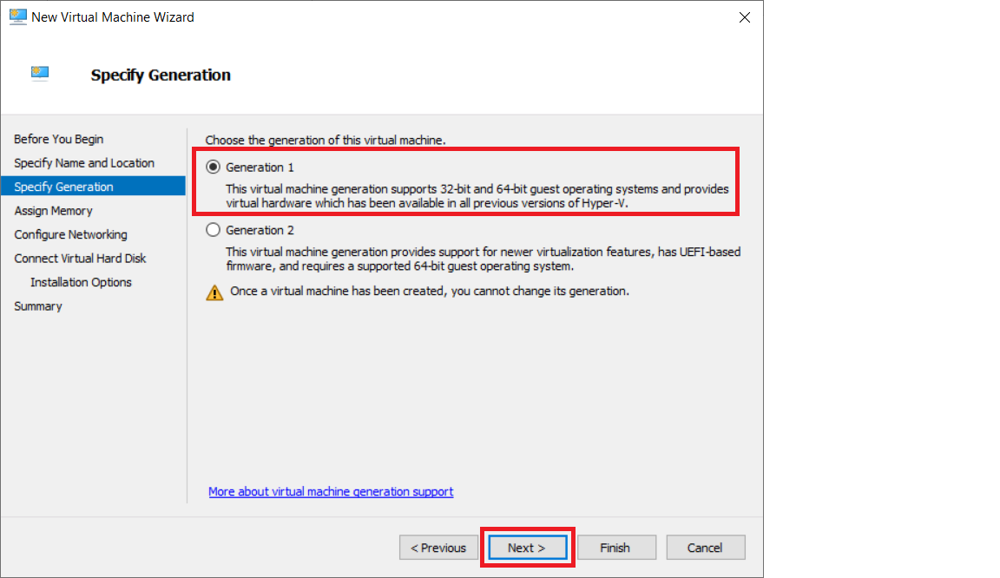 New Virtual Machine Wizard
Specify Generation
Before You Begin
Specify Name and Location
Specify Generation
Assign Memory
Configure Networking
Connect Virtual Hard Disk
Installation Options
Summary
Choose the generation of this virtual machine.
Generation 1
This virtual machine generation supports 32-bit and 64-bit guest operating systems and provides
virtual hardware which has been available in all previous versions of Hyper-V.
Generation 2
This virtual machine generation provides support for newer virtualization features, has UEFI-based
firmware, and requires a supported 64-bit guest operating system.
Once a virtual machine has been created, you cannot change its generation.
More about virtual machine generation support
< Previous
Next >
Finish
Cancel